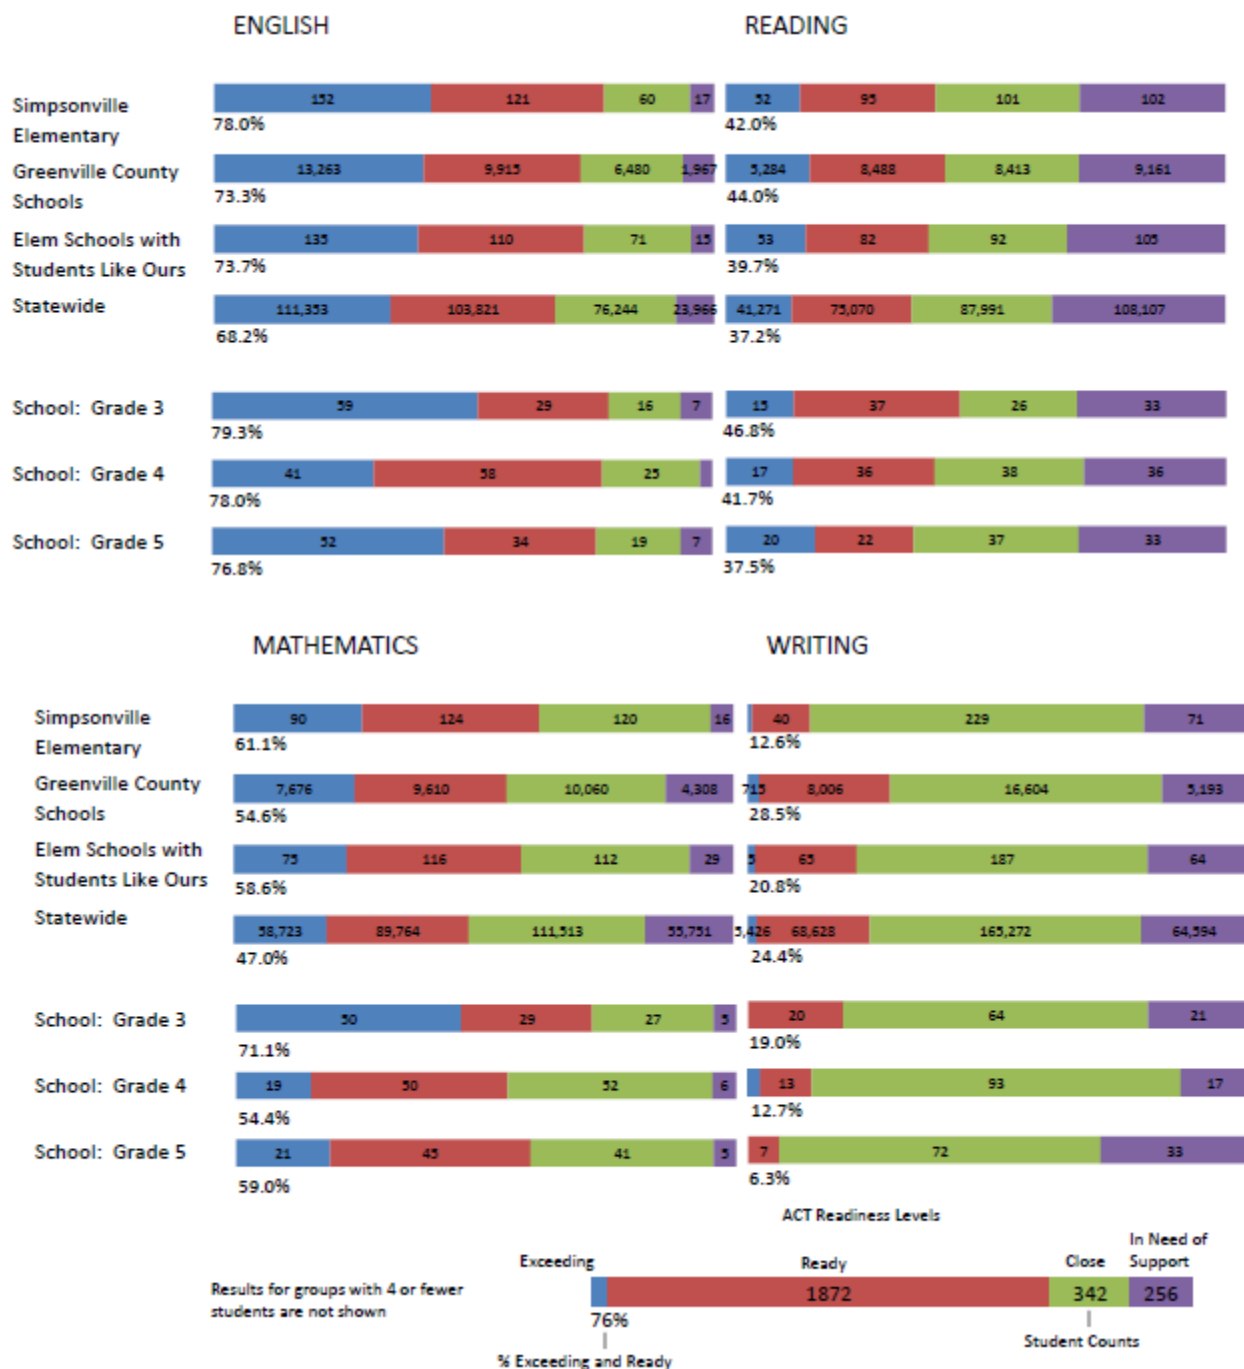 ENGLISH READING
Simpsonville 152 121 60 17 52 95 101 102
Elementary 78.0% 42.0%
Greenville County 13,263 9,915 6,480 1,967 5,284 8,488 8,413 9,161
Schools 73.3% 44.0%
Elem Schools with 135 110 71 15 53 82 92 105
Students Like Ours 73.7% 39.7%
Statewide 111,353 103,821 76,244 23,966 41,271 75,070 87,991 108,107
68.2% 37.2%
School: Grade 3 59 29 16 7 15 37 26 33
79.3% 46.8%
School: Grade 4 41 58 25 17 36 38 36
78.0% 41.7%
School: Grade 5 52 34 19 7 20 22 37 33
76.8% 37.5%
MATHEMATICS WRITING
Simpsonville 90 124 120 16 40 229 71
Elementary 61.1% 12.6%
Greenville County 7,676 9,610 10,060 4,308 715 8,006 16,604 5,193
Schools 54.6% 28.5%
Elem Schools with 75 116 112 29 5 65 187 64
Students Like Ours 58.6% 20.8%
Statewide 58,723 89,764 111,513 55,751 5,426 68,628 165,272 64,594
47.0% 24.4%
School: Grade 3 50 29 27 5 20 64 21
71.1% 19.0%
School: Grade 4 19 50 52 6 13 93 17
54.4% 12.7%
School: Grade 5 21 45 41 5 7 72 33
59.0% 6.3%
ACT Readiness Levels
In Need of
Exceeding Ready Close Support
Results for groups with 4 or fewer 1872 342 256
students are not shown
76%
Student Counts
% Exceeding and Ready